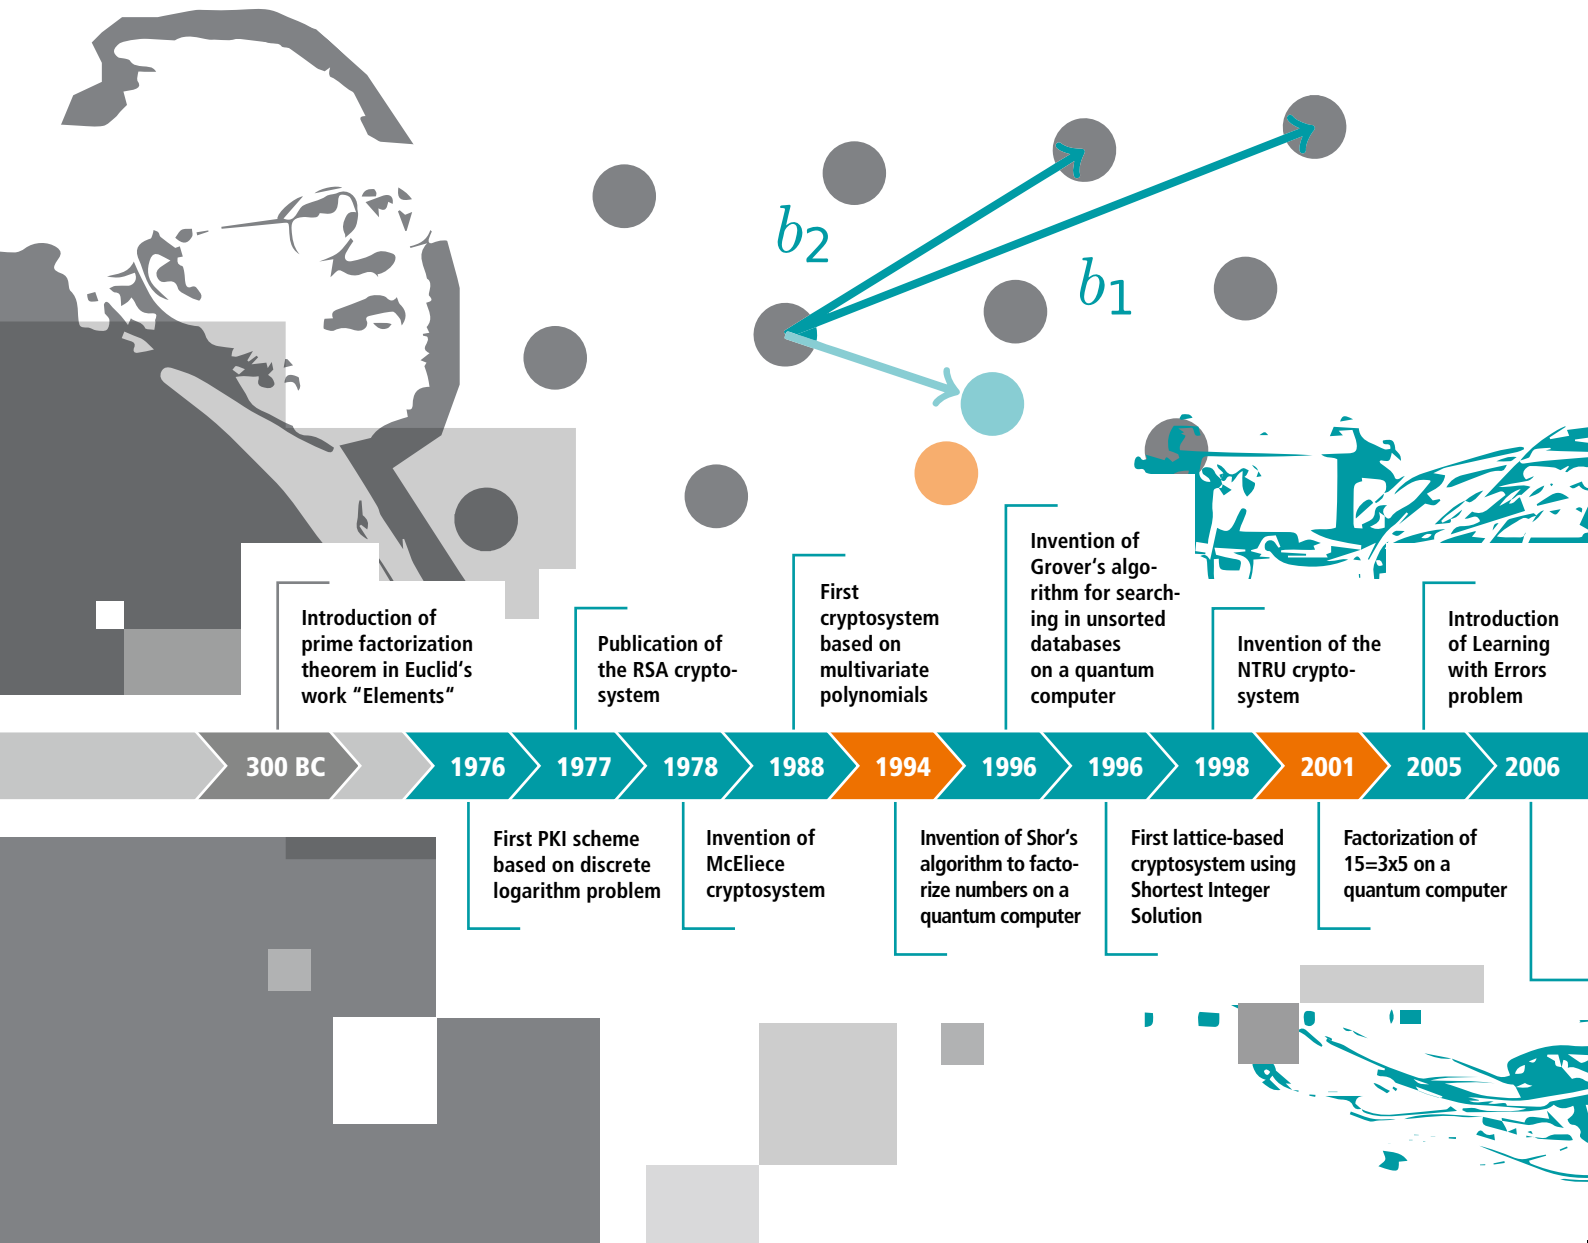 b2
b1
Introduction of
prime factorization
theorem in Euclid‘s
work “Elements“
Publication of
the RSA crypto-
system
First
cryptosystem
based on
multivariate
polynomials
Invention of
Grover‘s algo-
rithm for search-
ing in unsorted
databases
on a quantum
computer
Invention of the
NTRU crypto-
system
Introduction
of Learning
with Errors
problem
300 BC 1976 1977 1978 1988 1994 1996 1996 1998 2001 2005 2006
First PKI scheme
based on discrete
logarithm problem
Invention of
McEliece
cryptosystem
Invention of Shor‘s
algorithm to facto-
rize numbers on a
quantum computer
First lattice-based
cryptosystem using
Shortest Integer
Solution
Factorization of
15=3x5 on a
quantum computer